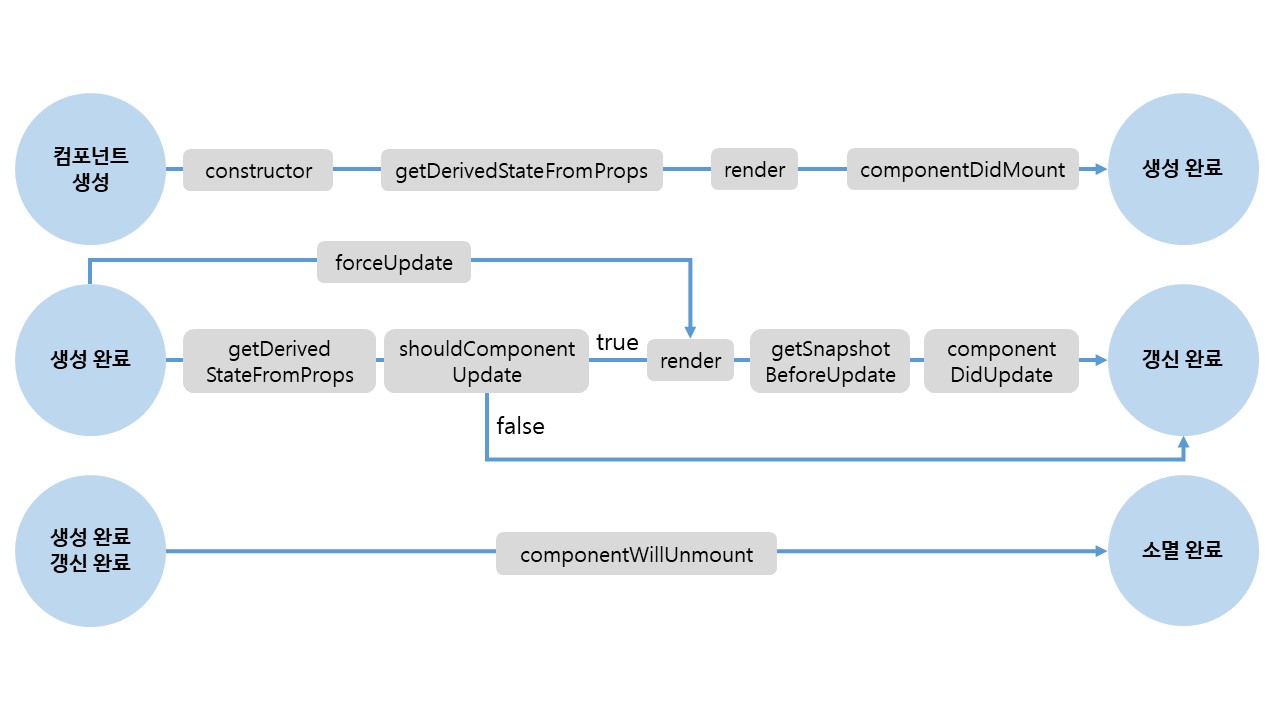 컴포넌트
생성
constructor
getDerivedStateFromProps
render
componentDidMount
생성 완료
forceUpdate
생성 완료
getDerived
StateFromProps
shouldComponent
Update
true
false
render
getSnapshot
BeforeUpdate
component
DidUpdate
갱신 완료
생성 완료
갱신 완료
componentWillUnmount
소멸 완료